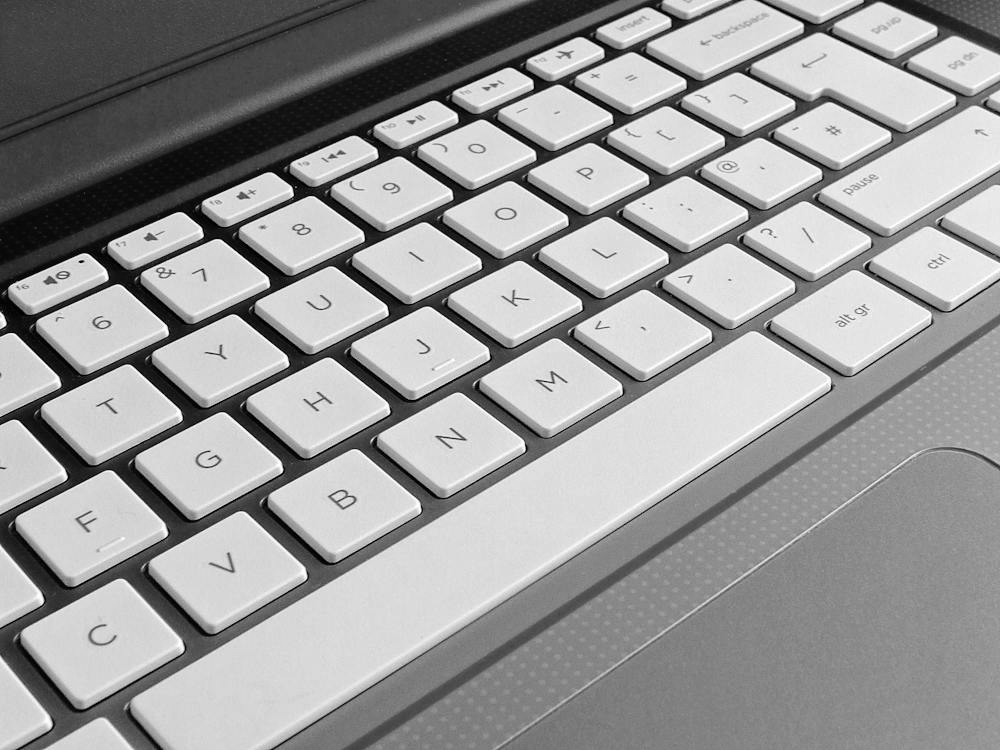 f6 f7 f8 f9 f10 f11 f12 insert
^ 6 & 7 * 8 ( 9 ) 0 _ - + = ← backspace pg up
T Y U I O P { [ } ] pg dn
F G H J K L : ; @ ' ~ #
C V B N M < , > . ? / pause ↑
alt gr ctrl